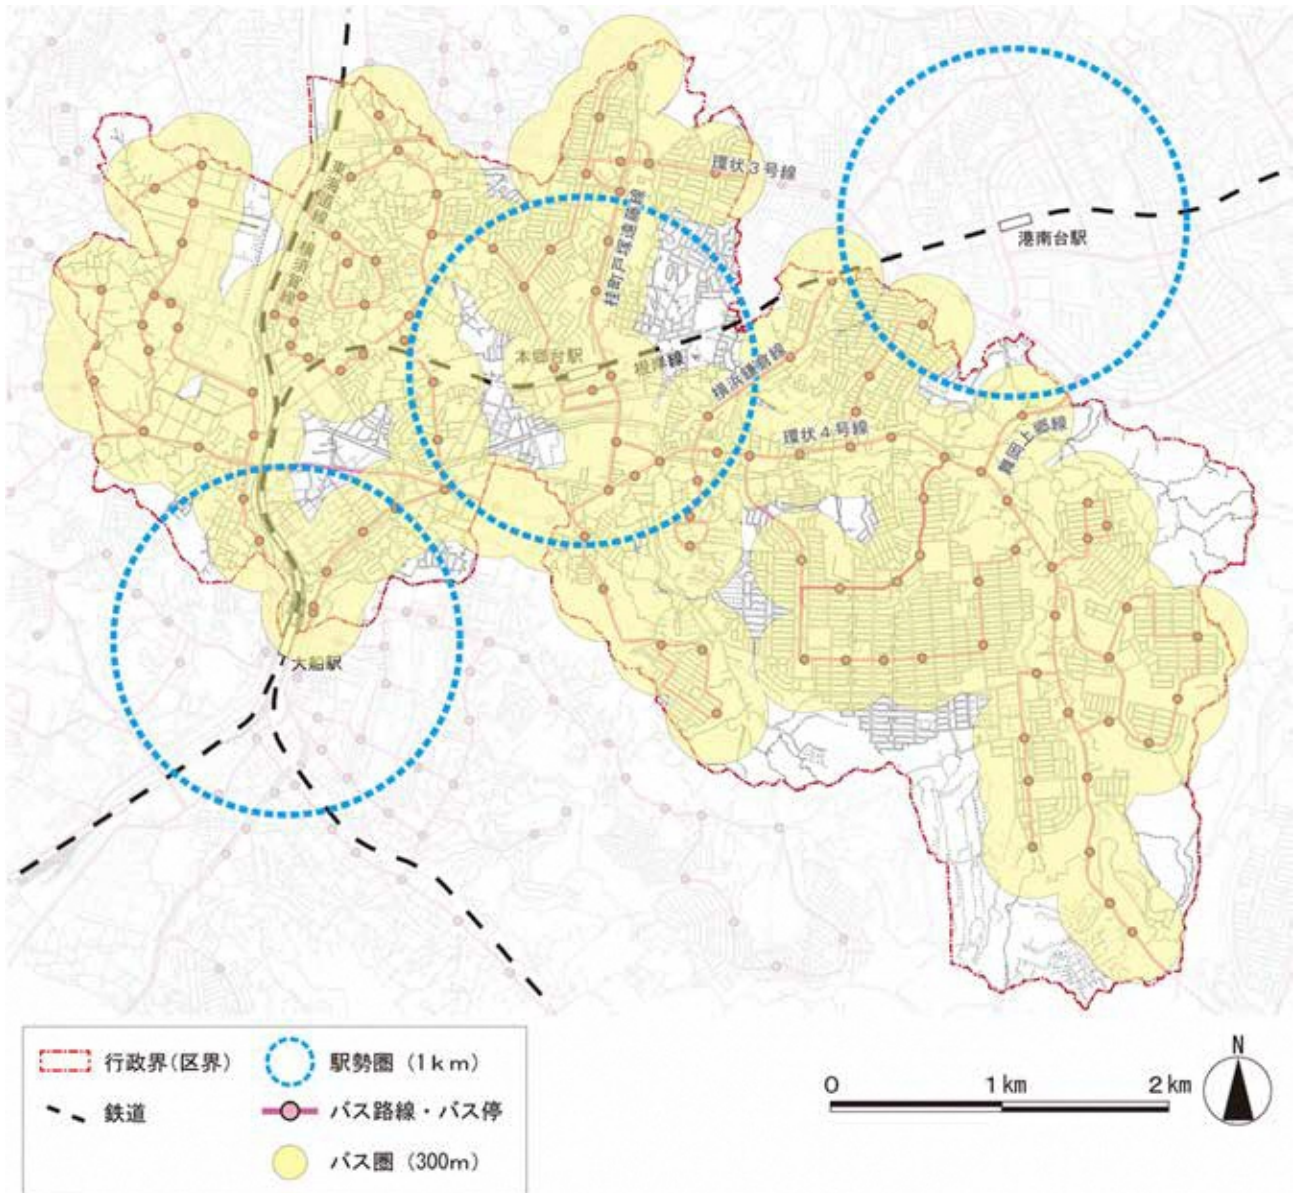 環状3号線
東海道線・横須賀線
桂町戸塚遠藤線
港南台駅
本郷台駅
根岸線
横浜鎌倉線
環状4号線
舞岡上郷線
大船駅
行政界(区界)
駅勢圏 (1km)
鉄道
バス路線・バス停
バス圏 (300m)
0 1km 2km
N